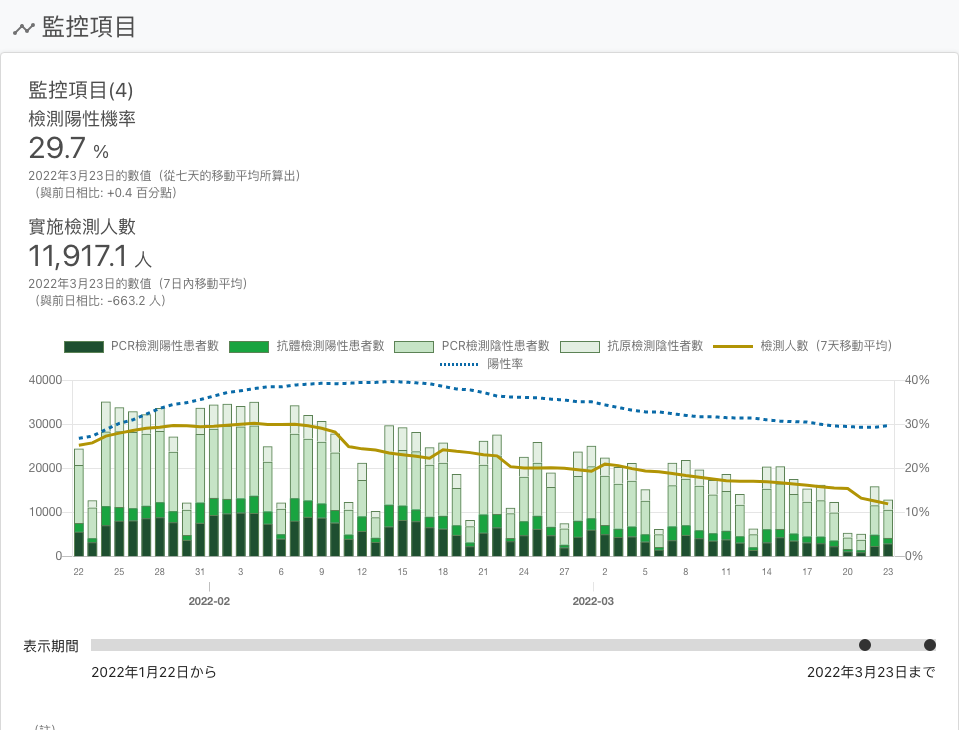 監控項目
監控項目(4)
檢測陽性機率
29.7 %
2022年3月23日的數值（從七天的移動平均所算出）
（與前日相比: +0.4 百分點）
實施檢測人數
11,917.1 人
2022年3月23日的數值（7日內移動平均）
（與前日相比: -663.2 人）
PCR檢測陽性患者數 抗體檢測陽性患者數 PCR檢測陰性患者數 抗原檢測陰性者數 檢測人數（7天移動平均）
陽性率
40000 40%
30000 30%
20000 20%
10000 10%
0 0%
22 25 28 31 3 6 9 12 15 18 21 24 27 2 5 8 11 14 17 20 23
2022-02 2022-03
表示期間
2022年1月22日から 2022年3月23日まで